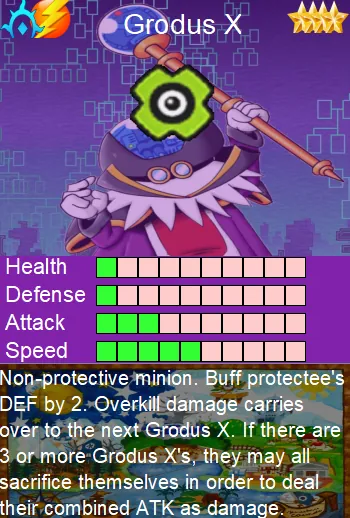 Grodus X
Health
Defense
Attack
Speed
Non-protective minion. Buff protectee's
DEF by 2. Overkill damage carries
over to the next Grodus X. If there are
3 or more Grodus X's, they may all
sacrifice themselves in order to deal
their combined ATK as damage.